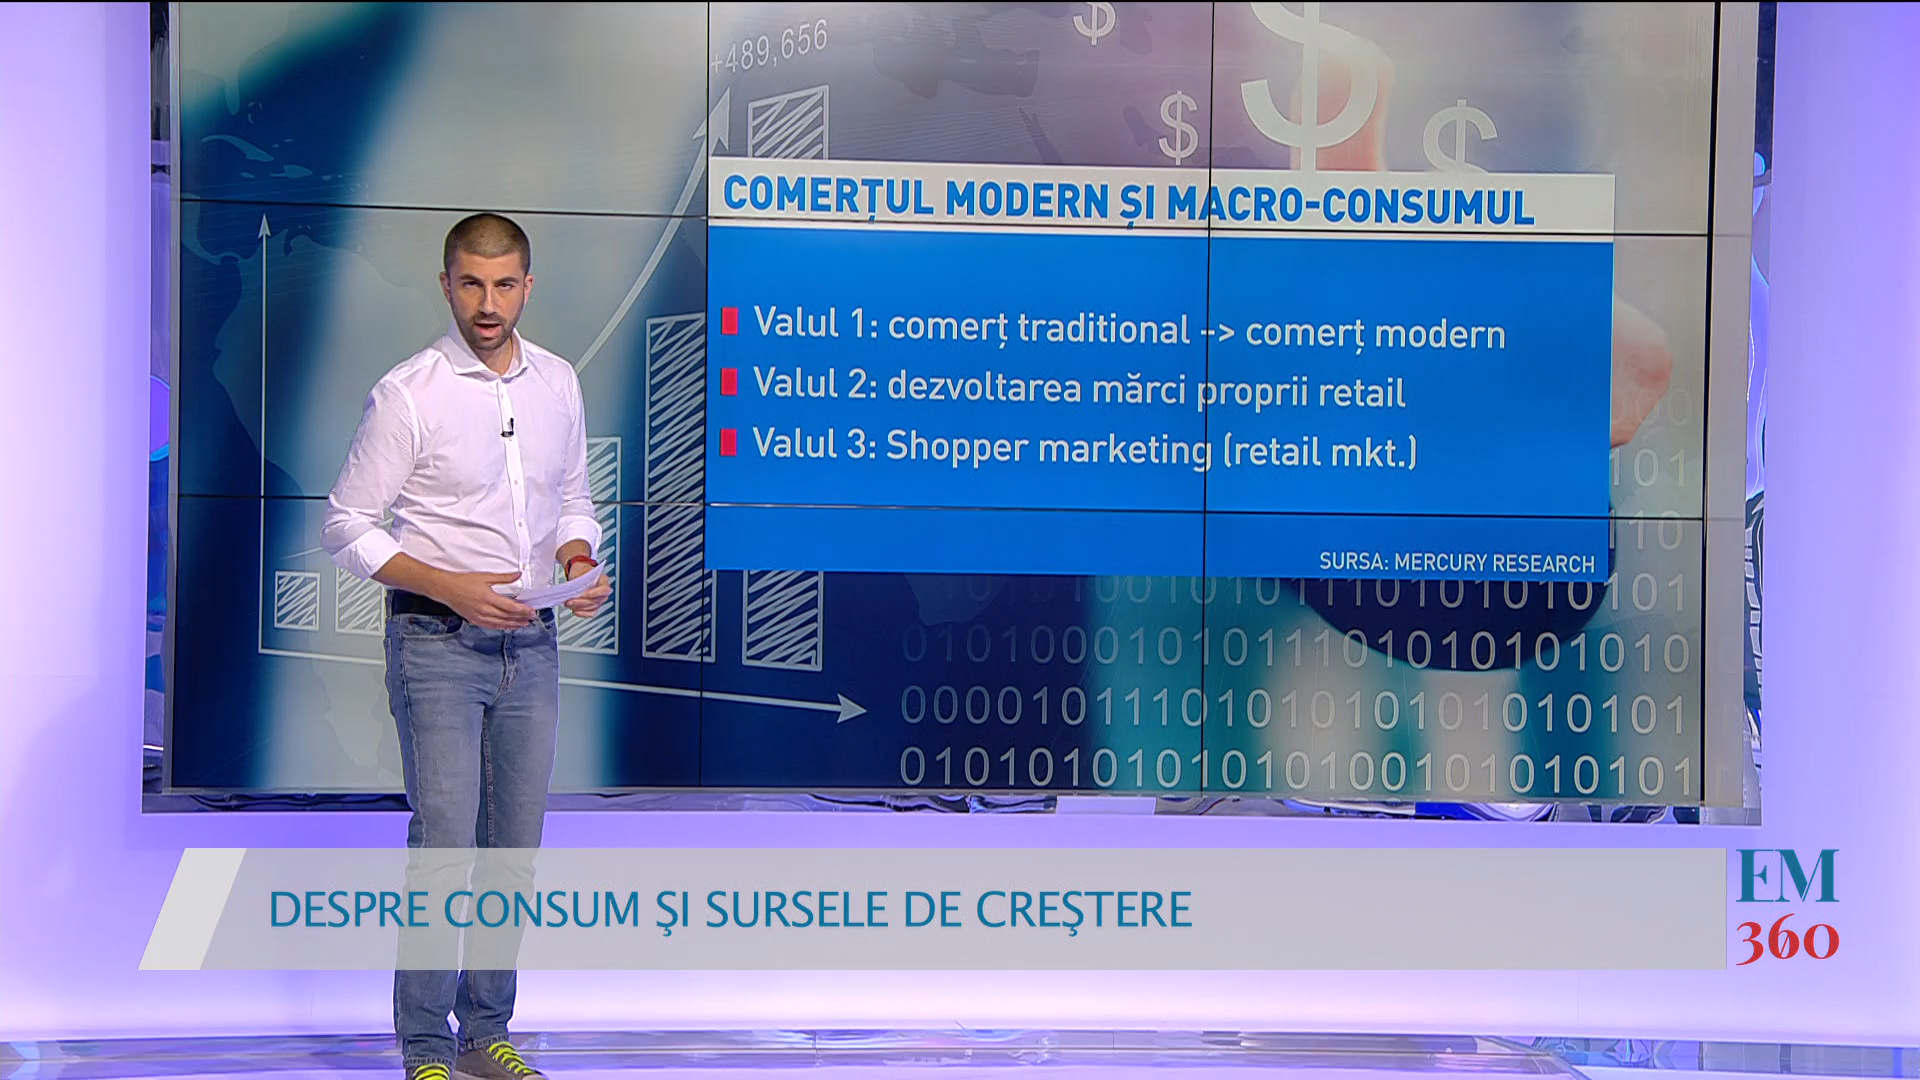 +489,656
$
$
$
$
COMERȚUL MODERN ȘI MACRO-CONSUMUL
Valul 1: comerț traditional -> comerț modern
Valul 2: dezvoltarea mărci proprii retail
Valul 3: Shopper marketing (retail mkt.)
SURSA: MERCURY RESEARCH
DESPRE CONSUM ŞI SURSELE DE CREŞTERE
EM
360